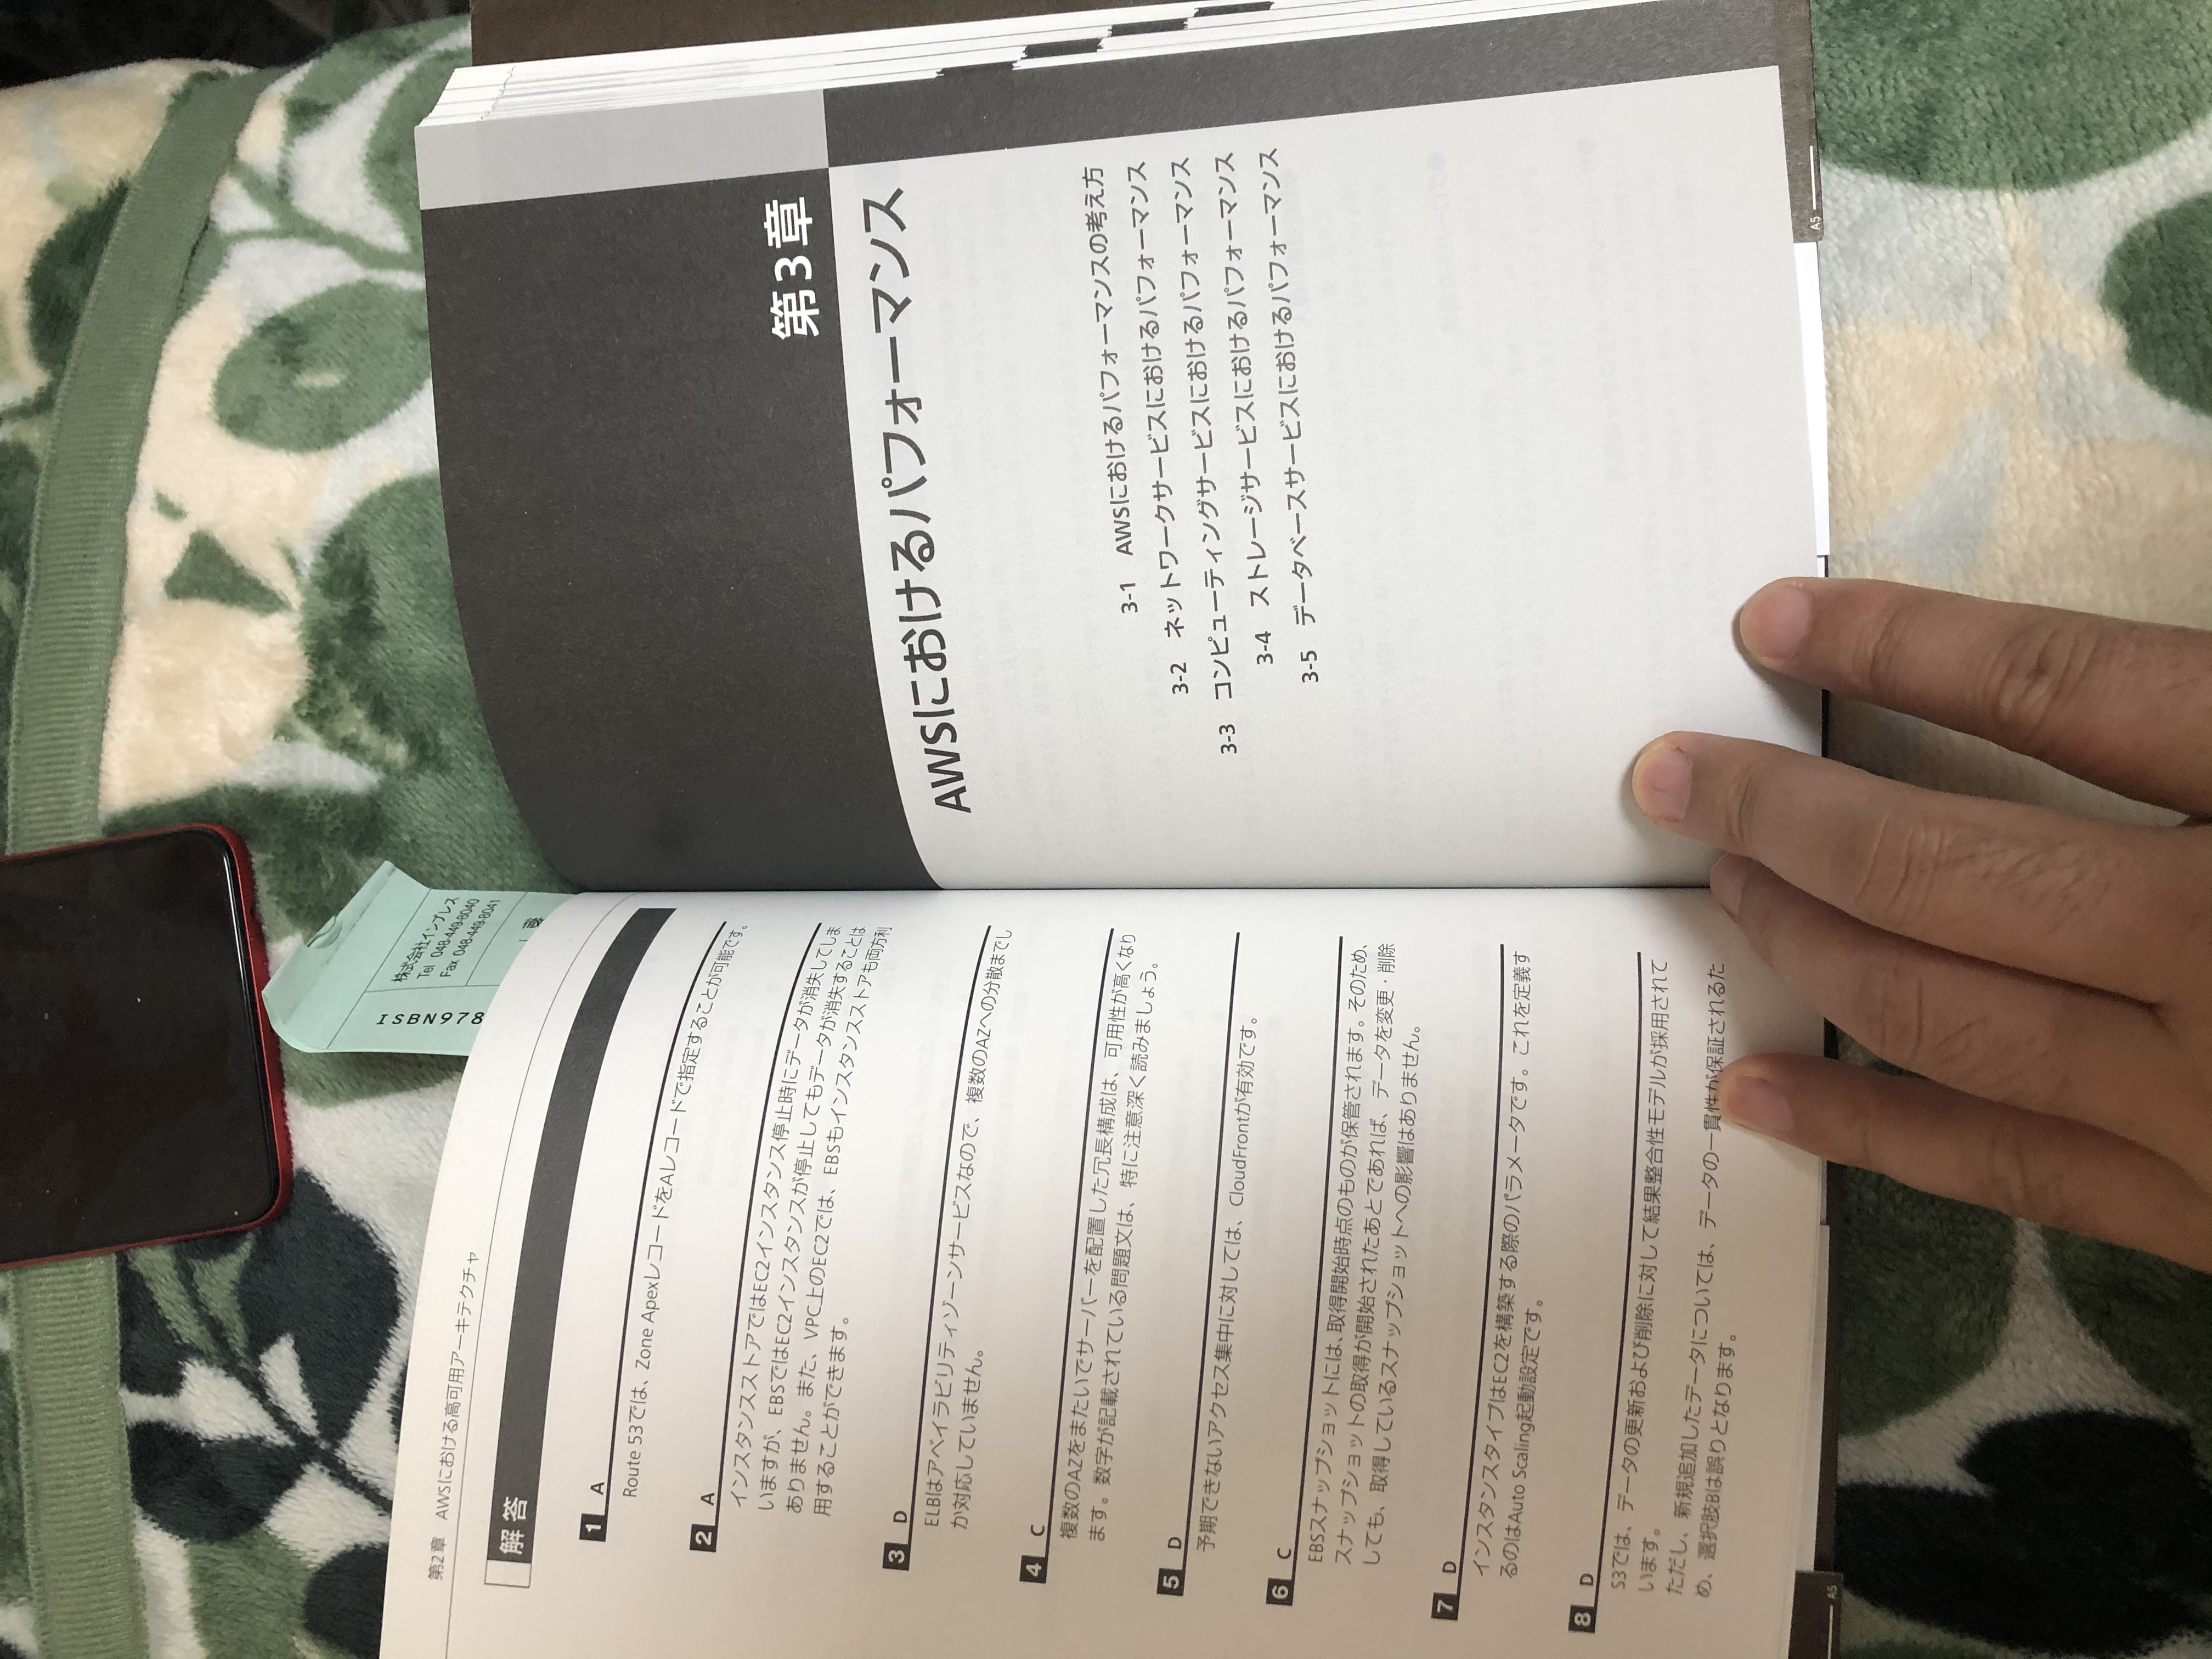 第2章 AWSにおける高可用アーキテクチャ
解答
1 A
Route 53では、Zone ApexレコードをAレコードで指定することが可能です。
2 A
インスタンスストアではEC2インスタンス停止時にデータが消失してしま
いますが、EBSではEC2インスタンスが停止してもデータが消失することは
ありません。また、VPC上のEC2では、EBSもインスタンスストアも両方利
用することができます。
3 D
ELBはアベイラビリティゾーンサービスなので、複数のAZへの分散までし
か対応していません。
4 C
複数のAZをまたいでサーバーを配置した冗長構成は、可用性が高くなり
ます。数字が記載されている問題文は、特に注意深く読みましょう。
5 D
予期できないアクセス集中に対しては、CloudFrontが有効です。
6 C
EBSスナップショットには、取得開始時点のものが保管されます。そのため、
スナップショットの取得が開始されたあとであれば、データを変更・削除
しても、取得しているスナップショットへの影響はありません。
7 D
インスタンスタイプはEC2を構築する際のパラメータです。これを定義す
るのはAuto Scaling起動設定です。
8 D
S3では、データの更新および削除に対して結果整合性モデルが採用されて
います。
ただし、新規追加したデータについては、データの一貫性が保証されるた
め、選択肢Bは誤りとなります。
株式会社インプレス
Tel 048-449-8040
Fax 048-449-8041
ISBN978
第3章
AWSにおけるパフォーマンス
3-1 AWSにおけるパフォーマンスの考え方
3-2 ネットワークサービスにおけるパフォーマンス
3-3 コンピューティングサービスにおけるパフォーマンス
3-4 ストレージサービスにおけるパフォーマンス
3-5 データベースサービスにおけるパフォーマンス
A5
A5